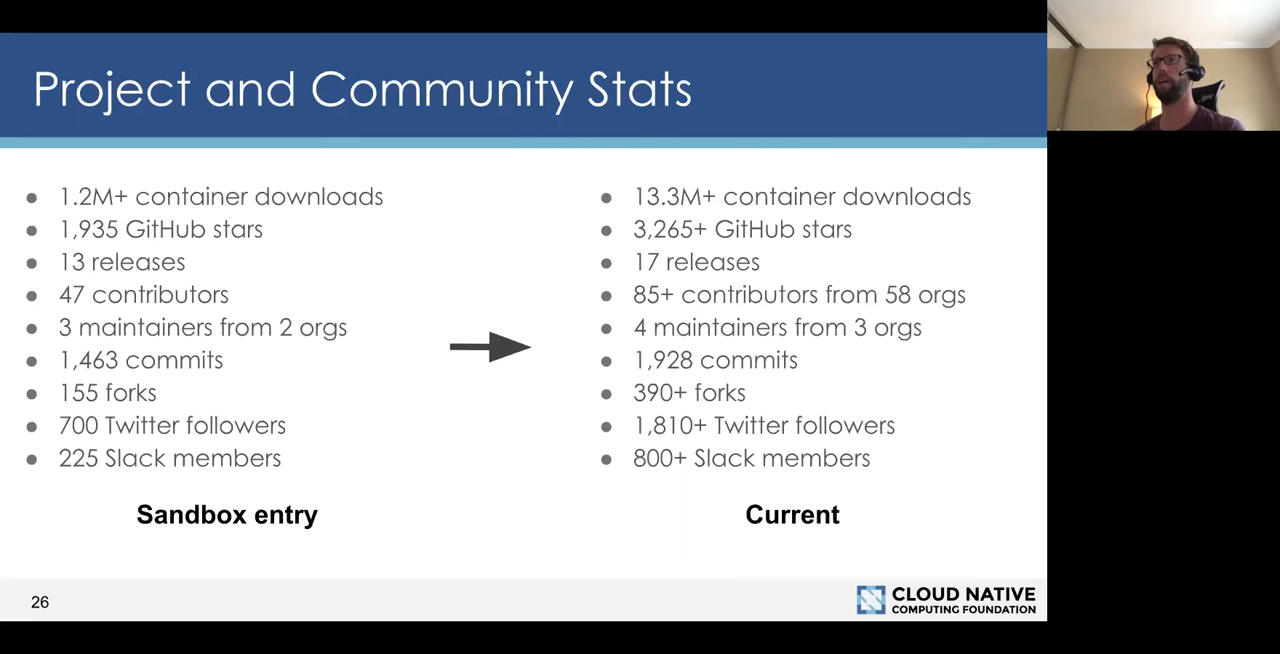 Project and Community Stats
● 1.2M+ container downloads
● 1,935 GitHub stars
● 13 releases
● 47 contributors
● 3 maintainers from 2 orgs
● 1,463 commits
● 155 forks
● 700 Twitter followers
● 225 Slack members
Sandbox entry
● 13.3M+ container downloads
● 3,265+ GitHub stars
● 17 releases
● 85+ contributors from 58 orgs
● 4 maintainers from 3 orgs
● 1,928 commits
● 390+ forks
● 1,810+ Twitter followers
● 800+ Slack members
Current
26
CLOUD NATIVE
COMPUTING FOUNDATION